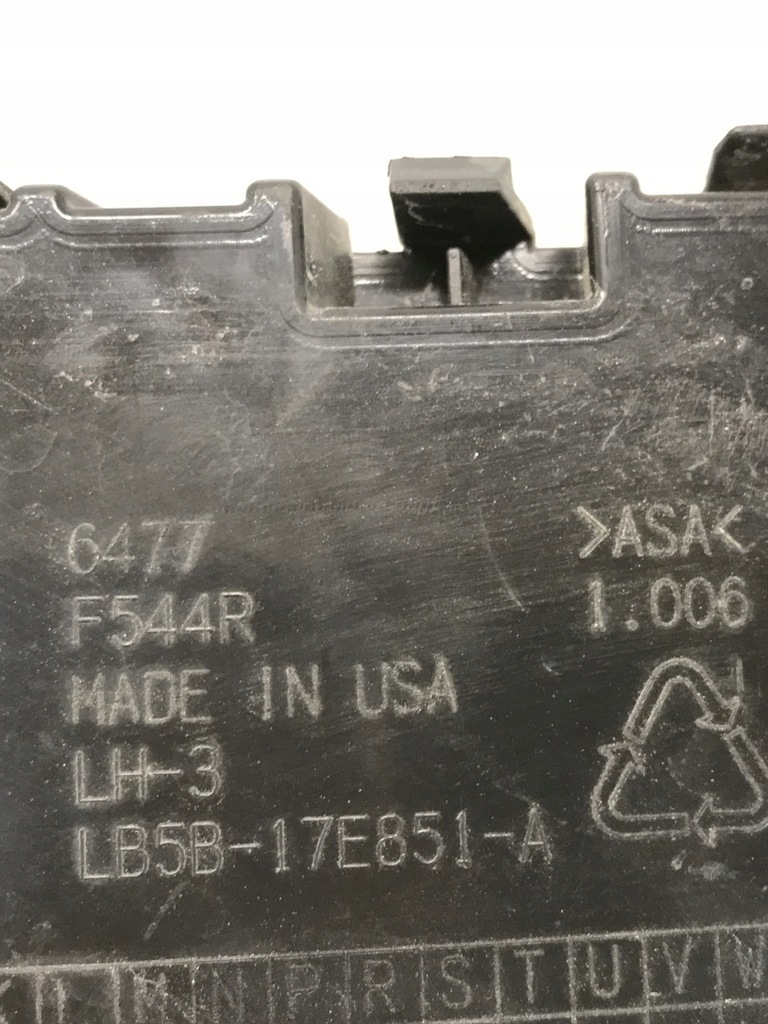 6477
F544R
MADE IN USA
LH-3
LB5B-17E851-A
>ASA<
1.006
M N P R S T U V W